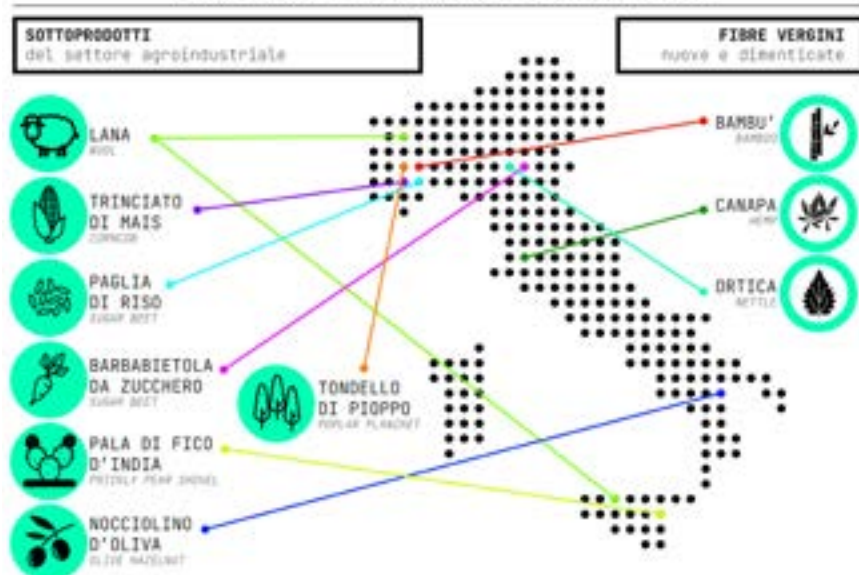 SOTTOPRODOTTI
del settore agroindustriale
FIBRE VERGINI
nuove e dimenticate
LANA
WOOL
TRINCIATO
DI MAIS
CORNCOB
PAGLIA
DI RISO
SUGAR BEET
BARBABIETOLA
DA ZUCCHERO
SUGAR BEET
TONDELLO
DI PIOPPO
POPLAR PLANCHET
PALA DI FICO
D'INDIA
PRICKLY PEAR SHOVEL
NOCCIOLINO
D'OLIVA
OLIVE HAZELNUT
BAMBU'
BAMBOO
CANAPA
HEMP
ORTICA
NETTLE